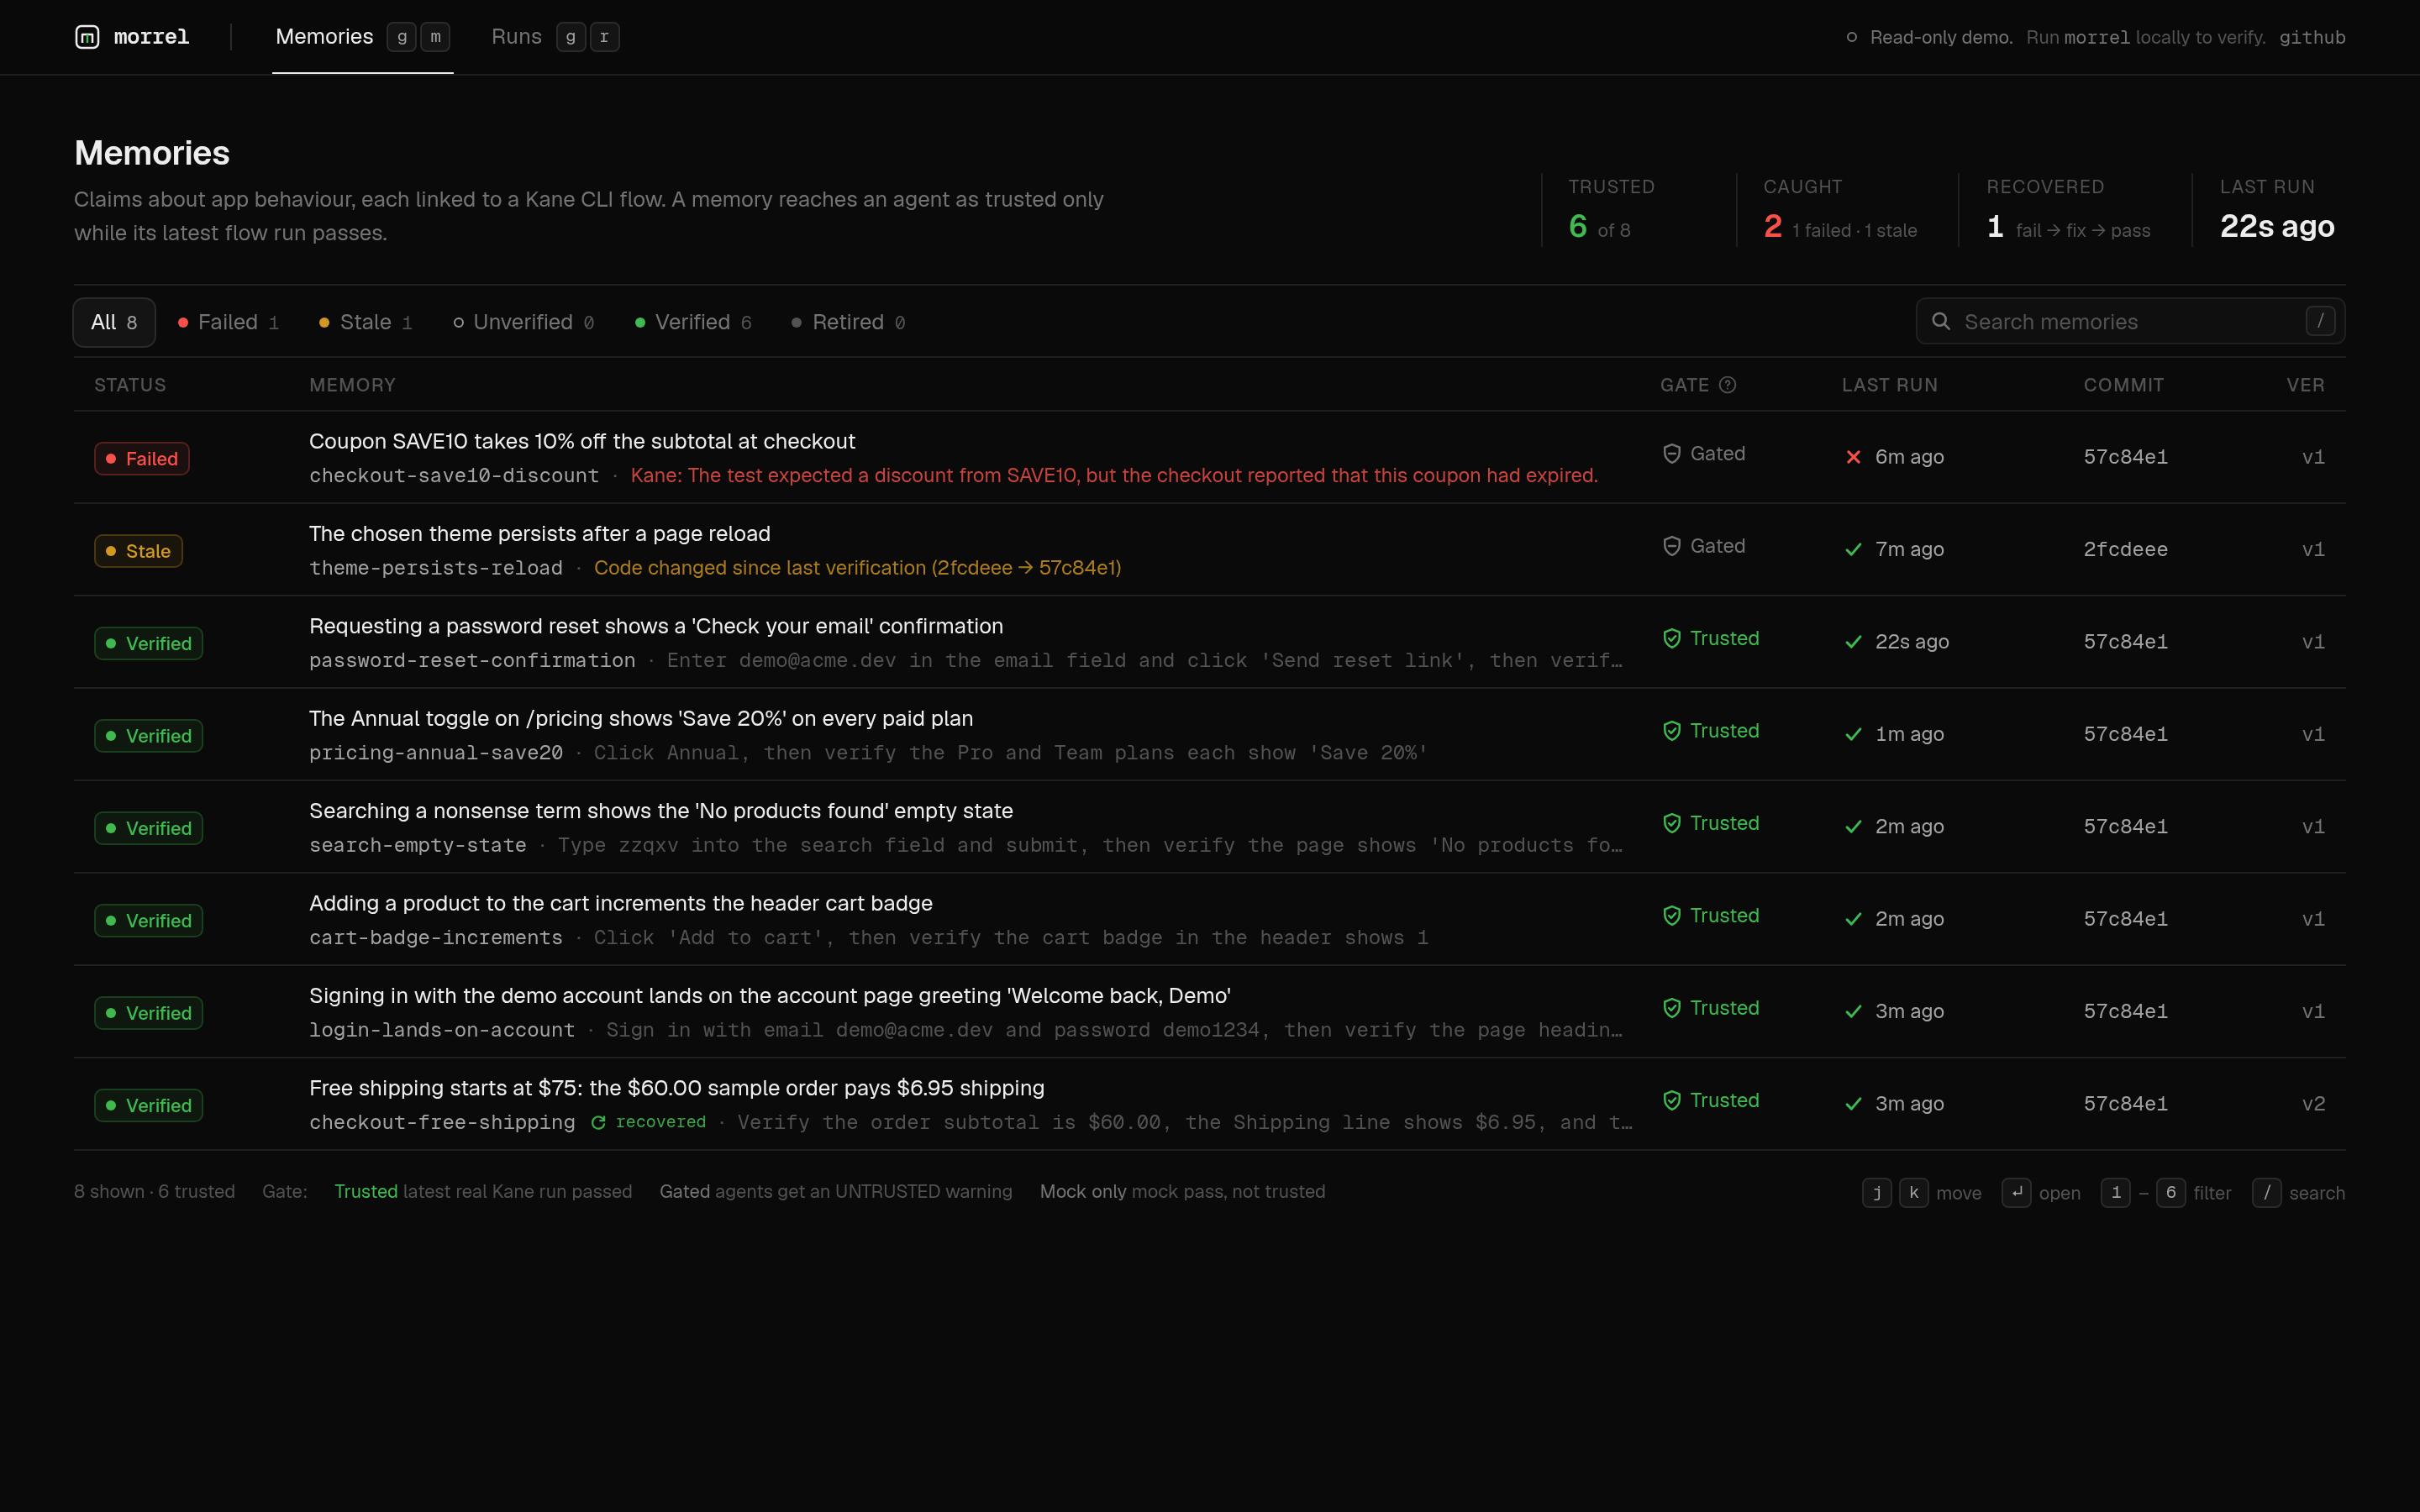 morrel Memories g m Runs g r Read-only demo. Run morrel locally to verify. github
Memories
Claims about app behaviour, each linked to a Kane CLI flow. A memory reaches an agent as trusted only
while its latest flow run passes.
TRUSTED CAUGHT RECOVERED LAST RUN
6 of 8 2 1 failed · 1 stale 1 fail → fix → pass 22s ago
All 8 Failed 1 Stale 1 Unverified 0 Verified 6 Retired 0 Search memories /
STATUS MEMORY GATE ? LAST RUN COMMIT VER
Failed Coupon SAVE10 takes 10% off the subtotal at checkout Gated 6m ago 57c84e1 v1
checkout-save10-discount · Kane: The test expected a discount from SAVE10, but the checkout reported that this coupon had expired.
Stale The chosen theme persists after a page reload Gated 7m ago 2fcdeee v1
theme-persists-reload · Code changed since last verification (2fcdeee → 57c84e1)
Verified Requesting a password reset shows a 'Check your email' confirmation Trusted 22s ago 57c84e1 v1
password-reset-confirmation · Enter demo@acme.dev in the email field and click 'Send reset link', then verif…
Verified The Annual toggle on /pricing shows 'Save 20%' on every paid plan Trusted 1m ago 57c84e1 v1
pricing-annual-save20 · Click Annual, then verify the Pro and Team plans each show 'Save 20%'
Verified Searching a nonsense term shows the 'No products found' empty state Trusted 2m ago 57c84e1 v1
search-empty-state · Type zzqxv into the search field and submit, then verify the page shows 'No products fo…
Verified Adding a product to the cart increments the header cart badge Trusted 2m ago 57c84e1 v1
cart-badge-increments · Click 'Add to cart', then verify the cart badge in the header shows 1
Verified Signing in with the demo account lands on the account page greeting 'Welcome back, Demo' Trusted 3m ago 57c84e1 v1
login-lands-on-account · Sign in with email demo@acme.dev and password demo1234, then verify the page headin…
Verified Free shipping starts at $75: the $60.00 sample order pays $6.95 shipping Trusted 3m ago 57c84e1 v2
checkout-free-shipping recovered · Verify the order subtotal is $60.00, the Shipping line shows $6.95, and t…
8 shown · 6 trusted Gate: Trusted latest real Kane run passed Gated agents get an UNTRUSTED warning Mock only mock pass, not trusted j k move ↵ open 1 – 6 filter / search